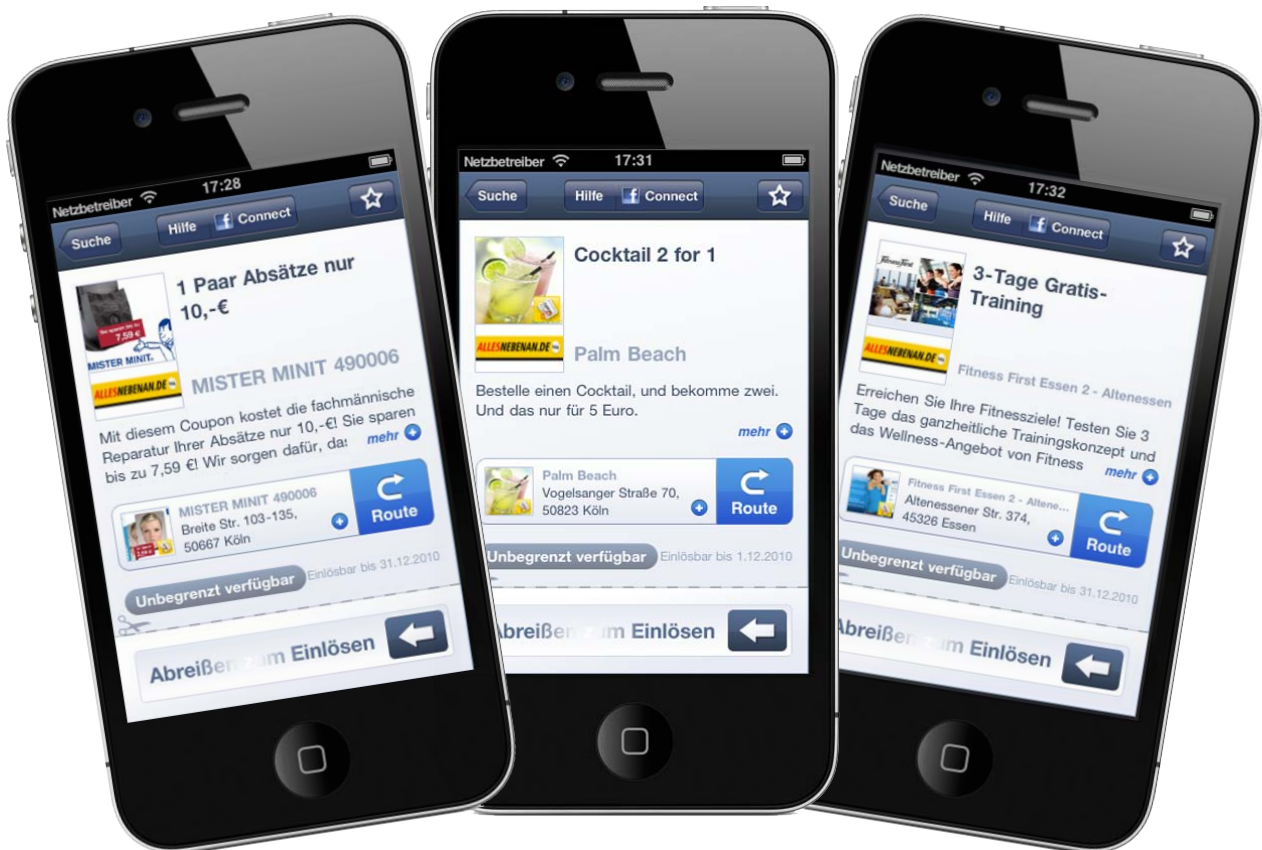 Netzbetreiber
17:28
Suche
Hilfe
f Connect
1 Paar Absätze nur
10,-€
7,59 €
MISTER MINIT.
ALLESNEBENAN.DE
MISTER MINIT 490006
Mit diesem Coupon kostet die fachmännische
Reparatur Ihrer Absätze nur 10,-€! Sie sparen
bis zu 7,59 €! Wir sorgen dafür, das
mehr
MISTER MINIT 490006
Breite Str. 103-135,
50667 Köln
Route
Unbegrenzt verfügbar
Einlösbar bis 31.12.2010
Abreißen zum Einlösen
Netzbetreiber
17:31
Suche
Hilfe
f Connect
Cocktail 2 for 1
ALLESNEBENAN.DE
Palm Beach
Bestelle einen Cocktail, und bekomme zwei.
Und das nur für 5 Euro.
mehr
Palm Beach
Vogelsanger Straße 70,
50823 Köln
Route
Unbegrenzt verfügbar
Einlösbar bis 1.12.2010
Abreißen zum Einlösen
Netzbetreiber
17:32
Suche
Hilfe
f Connect
3-Tage Gratis-
Training
Fitness First
ALLESNEBENAN.DE
Fitness First Essen 2 - Altenessen
Erreichen Sie Ihre Fitnessziele! Testen Sie 3
Tage das ganzheitliche Trainingskonzept und
das Wellness-Angebot von Fitness
mehr
Fitness First Essen 2 - Altene...
Altenessener Str. 374,
45326 Essen
Route
Unbegrenzt verfügbar
Einlösbar bis 31.12.2010
Abreißen zum Einlösen